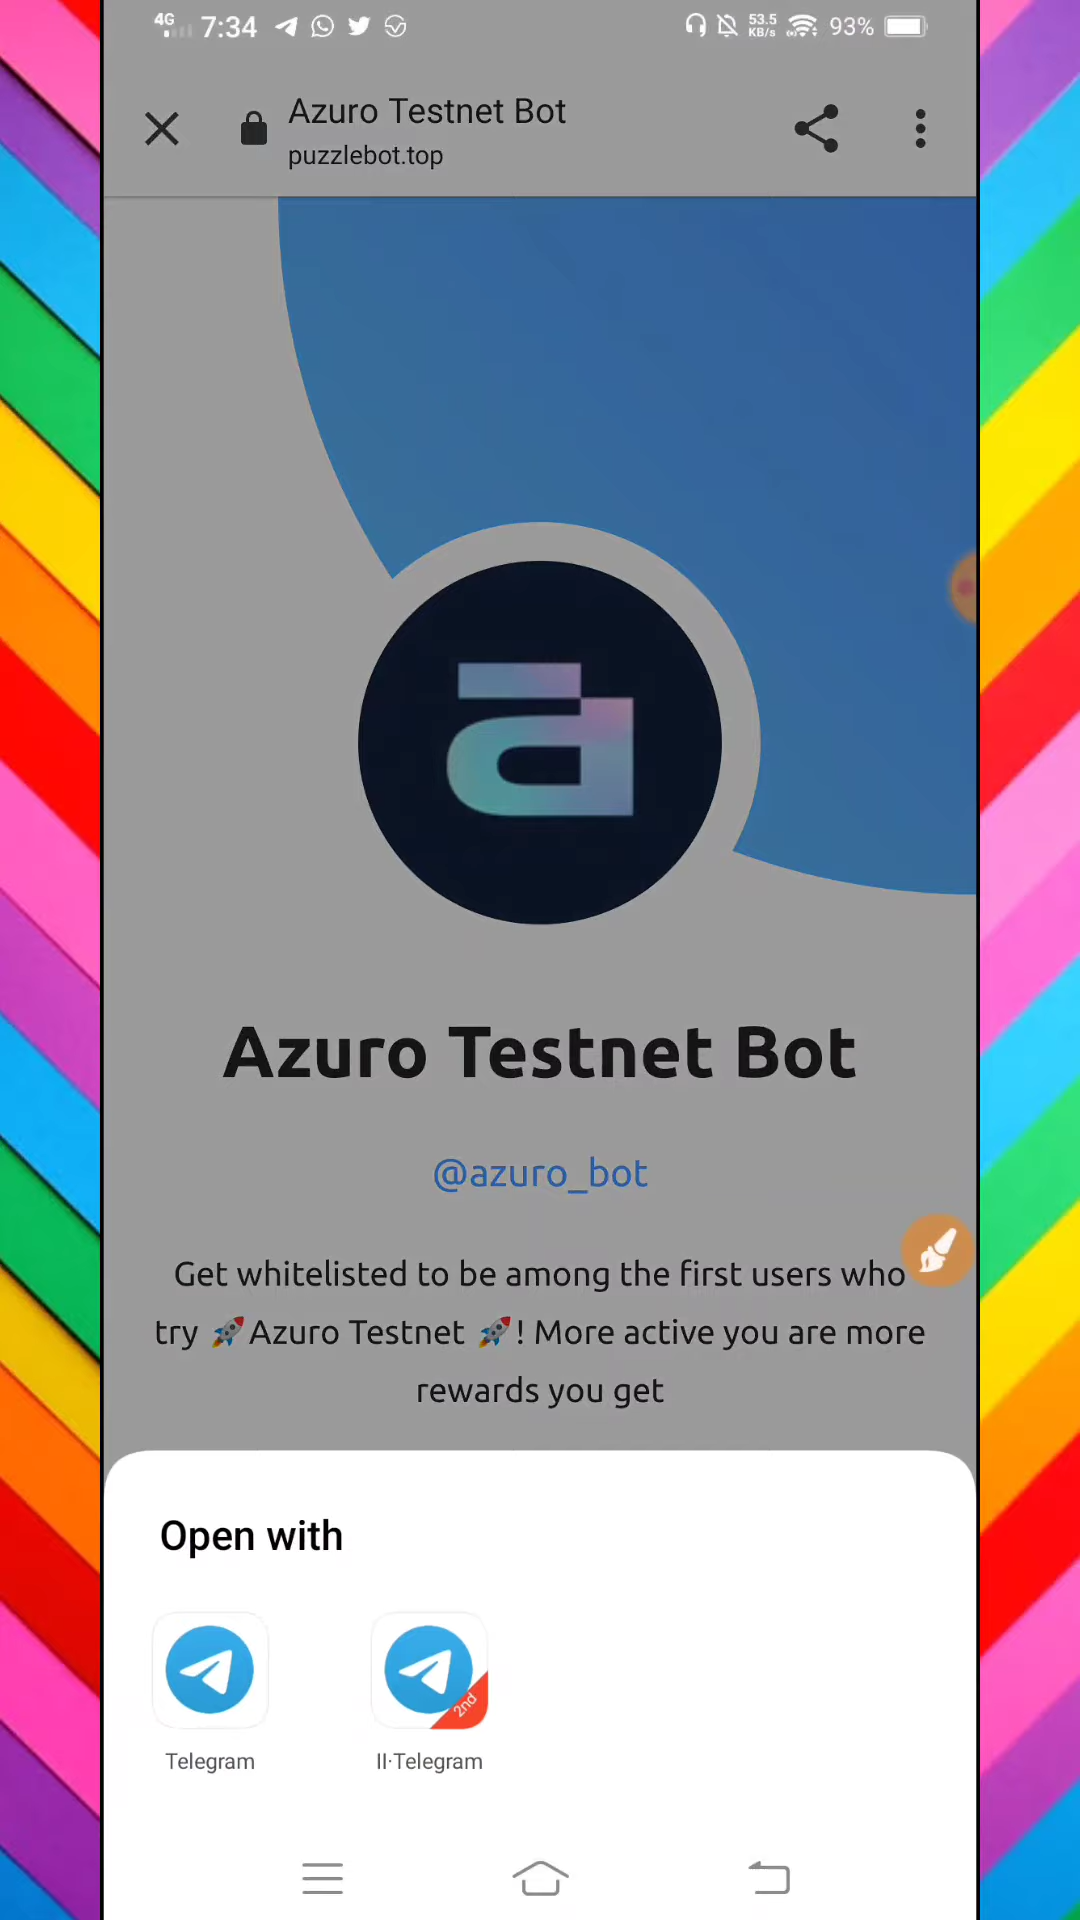 4G 7:34 53.5 KB/s 93%
Azuro Testnet Bot
puzzlebot.top
Azuro Testnet Bot
@azuro_bot
Get whitelisted to be among the first users who
try 🚀Azuro Testnet 🚀! More active you are more
rewards you get
Open with
2nd
Telegram II·Telegram